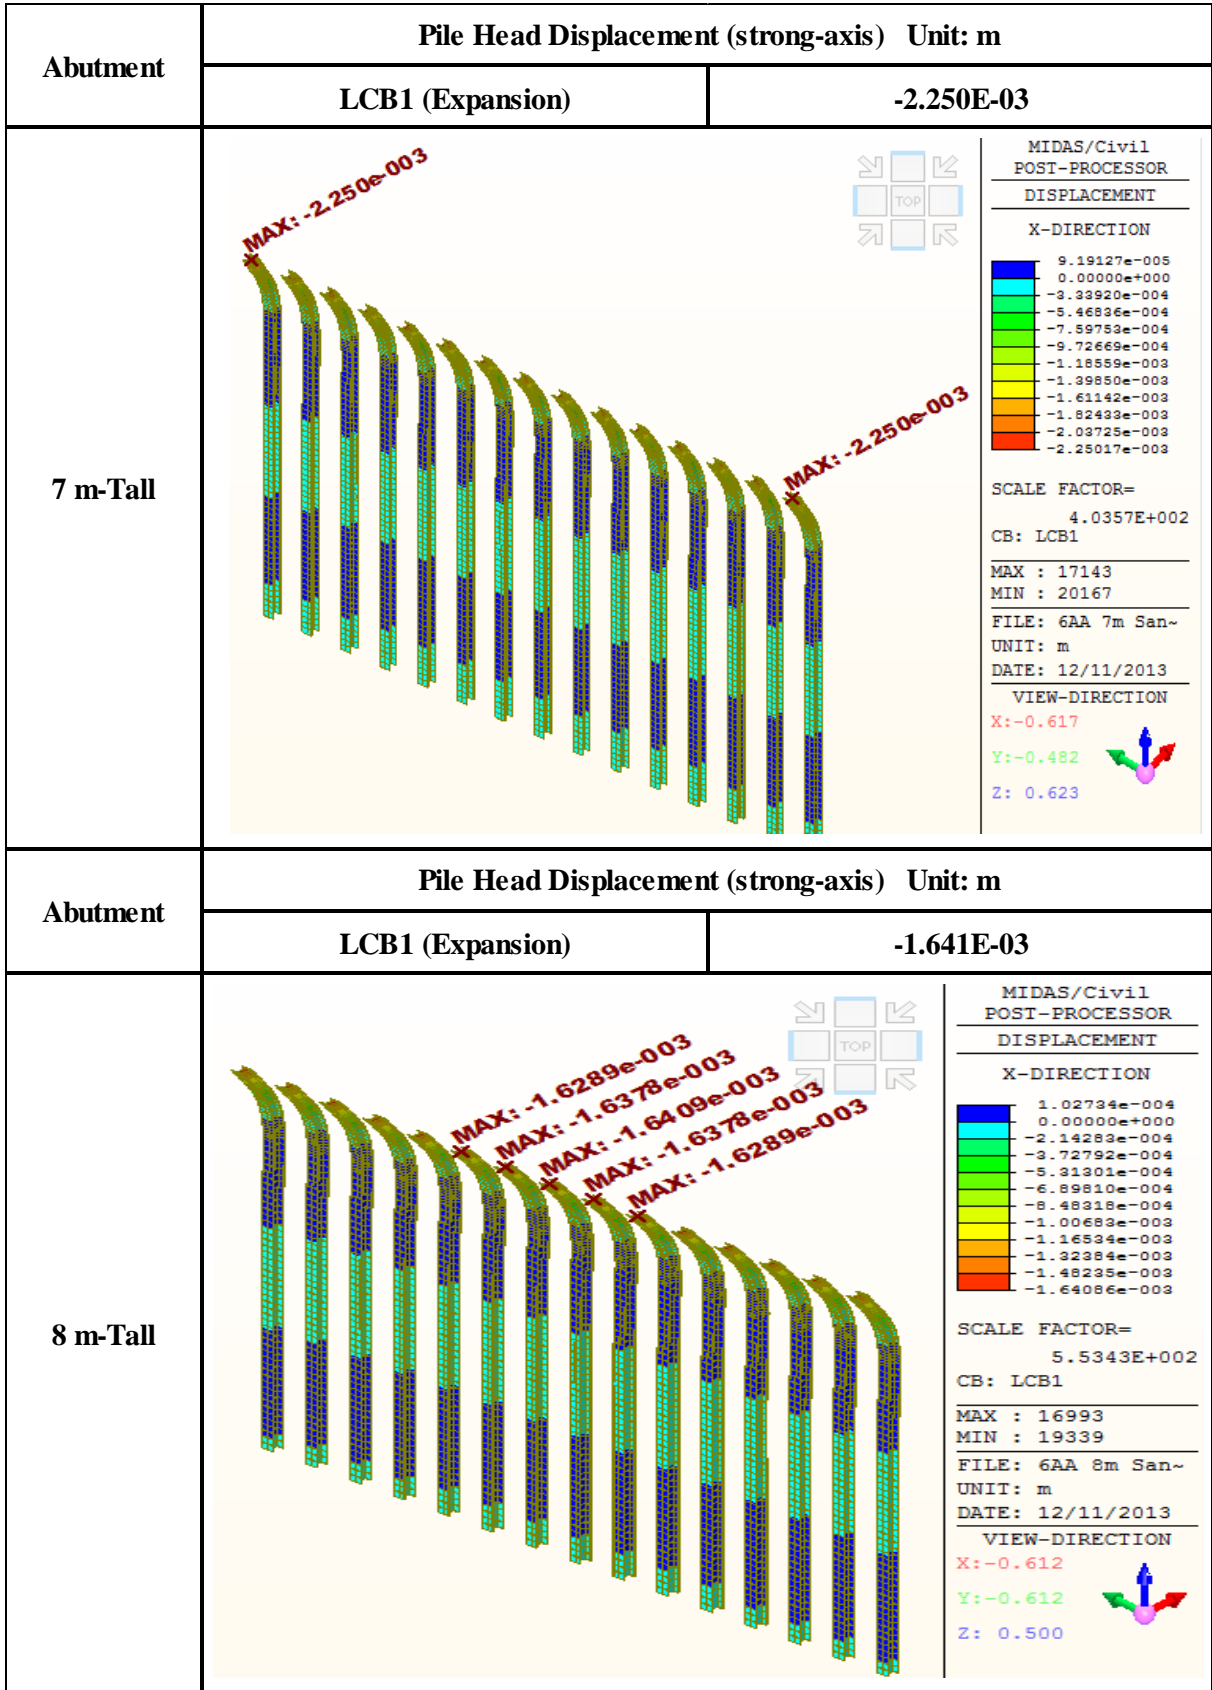 Abutment
Pile Head Displacement (strong-axis) Unit: m
LCB1 (Expansion)
-2.250E-03
7 m-Tall
MAX: -2.250e-003
MAX: -2.250e-003
TOP
MIDAS/Civil
POST-PROCESSOR
DISPLACEMENT
X-DIRECTION
9.19127e-005
0.00000e+000
-3.33920e-004
-5.46836e-004
-7.59753e-004
-9.72669e-004
-1.18559e-003
-1.39850e-003
-1.61142e-003
-1.82433e-003
-2.03725e-003
-2.25017e-003
SCALE FACTOR=
4.0357E+002
CB: LCB1
MAX : 17143
MIN : 20167
FILE: 6AA 7m San~
UNIT: m
DATE: 12/11/2013
VIEW-DIRECTION
X:-0.617
Y:-0.482
Z: 0.623
Abutment
Pile Head Displacement (strong-axis) Unit: m
LCB1 (Expansion)
-1.641E-03
8 m-Tall
MAX: -1.6289e-003
MAX: -1.6378e-003
MAX: -1.6409e-003
MAX: -1.6378e-003
MAX: -1.6289e-003
TOP
MIDAS/Civil
POST-PROCESSOR
DISPLACEMENT
X-DIRECTION
1.02734e-004
0.00000e+000
-2.14283e-004
-3.72792e-004
-5.31301e-004
-6.89810e-004
-8.48318e-004
-1.00683e-003
-1.16534e-003
-1.32384e-003
-1.48235e-003
-1.64086e-003
SCALE FACTOR=
5.5343E+002
CB: LCB1
MAX : 16993
MIN : 19339
FILE: 6AA 8m San~
UNIT: m
DATE: 12/11/2013
VIEW-DIRECTION
X:-0.612
Y:-0.612
Z: 0.500